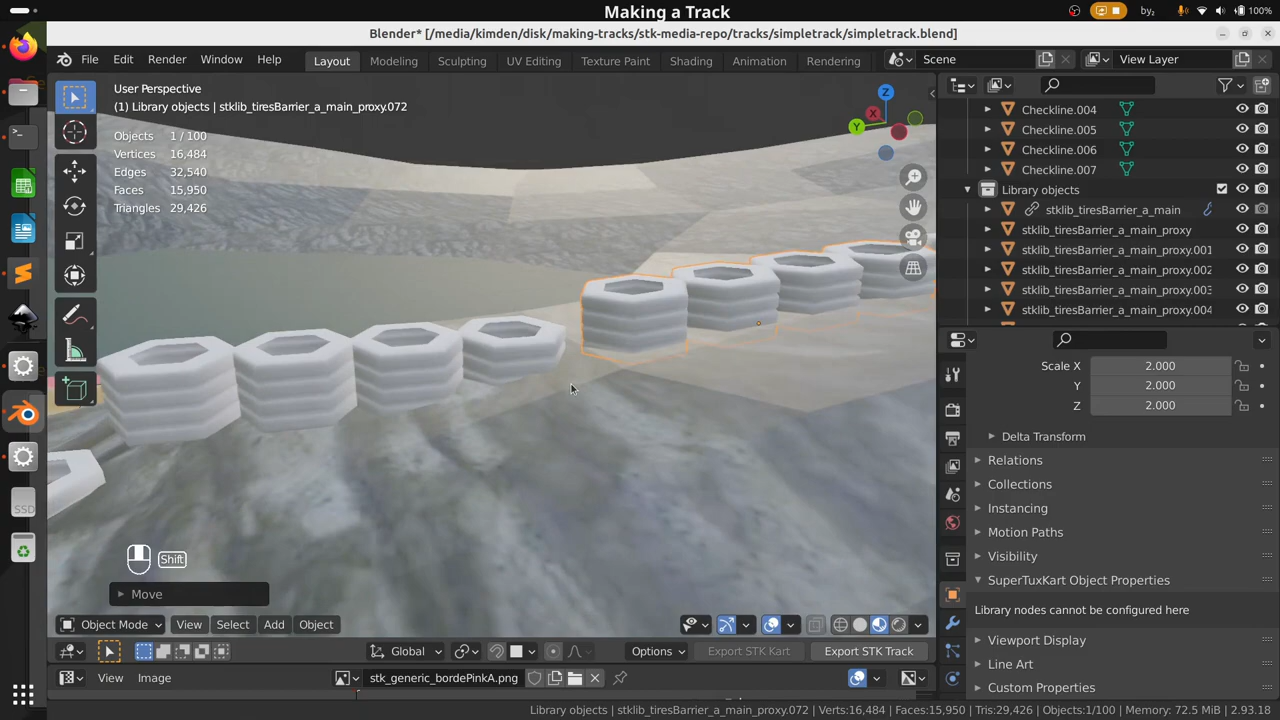 Making a Track
by₂
100%
Blender* [/media/kimden/disk/making-tracks/stk-media-repo/tracks/simpletrack/simpletrack.blend]
File Edit Render Window Help
Layout Modeling Sculpting UV Editing Texture Paint Shading Animation Rendering
Scene
View Layer
User Perspective
(1) Library objects | stklib_tiresBarrier_a_main_proxy.072
Objects 1 / 100
Vertices 16,484
Edges 32,540
Faces 15,950
Triangles 29,426
Z
X
Y
Checkline.004
Checkline.005
Checkline.006
Checkline.007
Library objects
stklib_tiresBarrier_a_main
stklib_tiresBarrier_a_main_proxy
stklib_tiresBarrier_a_main_proxy.001
stklib_tiresBarrier_a_main_proxy.002
stklib_tiresBarrier_a_main_proxy.003
stklib_tiresBarrier_a_main_proxy.004
Scale X 2.000
Y 2.000
Z 2.000
Delta Transform
Relations
Collections
Instancing
Motion Paths
Visibility
SuperTuxKart Object Properties
Library nodes cannot be configured here
Viewport Display
Line Art
Custom Properties
SSD
Shift
Move
Object Mode View Select Add Object
Global
Options
Export STK Kart
Export STK Track
View Image
stk_generic_bordePinkA.png
Library objects | stklib_tiresBarrier_a_main_proxy.072 | Verts:16,484 | Faces:15,950 | Tris:29,426 | Objects:1/100 | Memory: 72.5 MiB | 2.93.18